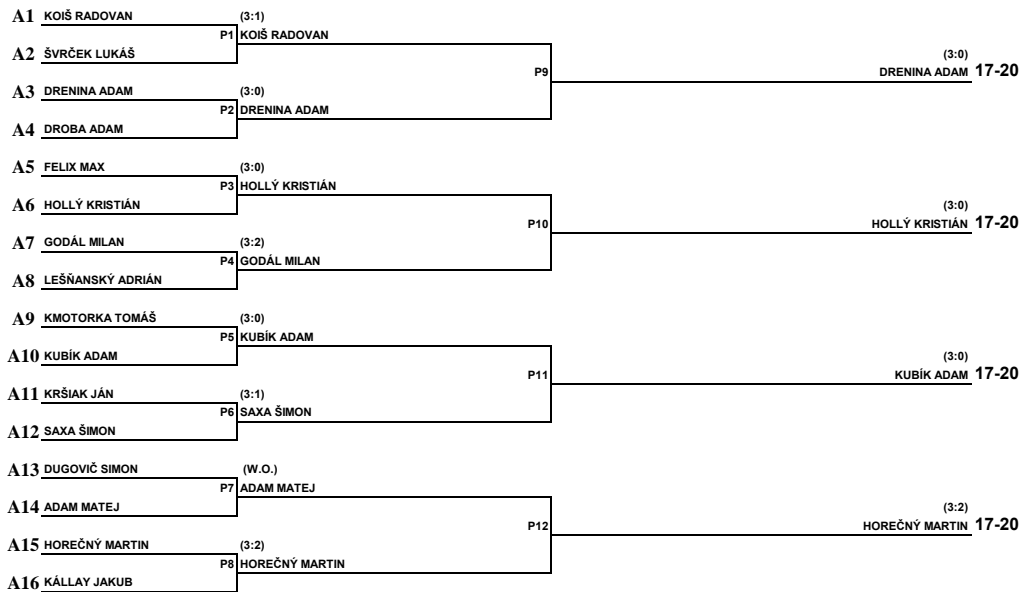 A1 KOIŠ RADOVAN (3:1)
P1 KOIŠ RADOVAN
A2 ŠVRČEK LUKÁŠ (3:0)
P9 DRENINA ADAM 17-20
A3 DRENINA ADAM (3:0)
P2 DRENINA ADAM
A4 DROBA ADAM
A5 FELIX MAX (3:0)
P3 HOLLÝ KRISTIÁN
A6 HOLLÝ KRISTIÁN (3:0)
P10 HOLLÝ KRISTIÁN 17-20
A7 GODÁL MILAN (3:2)
P4 GODÁL MILAN
A8 LEŠŇANSKÝ ADRIÁN
A9 KMOTORKA TOMÁŠ (3:0)
P5 KUBÍK ADAM
A10 KUBÍK ADAM (3:0)
P11 KUBÍK ADAM 17-20
A11 KRŠIAK JÁN (3:1)
P6 SAXA ŠIMON
A12 SAXA ŠIMON
A13 DUGOVIČ SIMON (W.O.)
P7 ADAM MATEJ
A14 ADAM MATEJ (3:2)
P12 HOREČNÝ MARTIN 17-20
A15 HOREČNÝ MARTIN (3:2)
P8 HOREČNÝ MARTIN
A16 KÁLLAY JAKUB